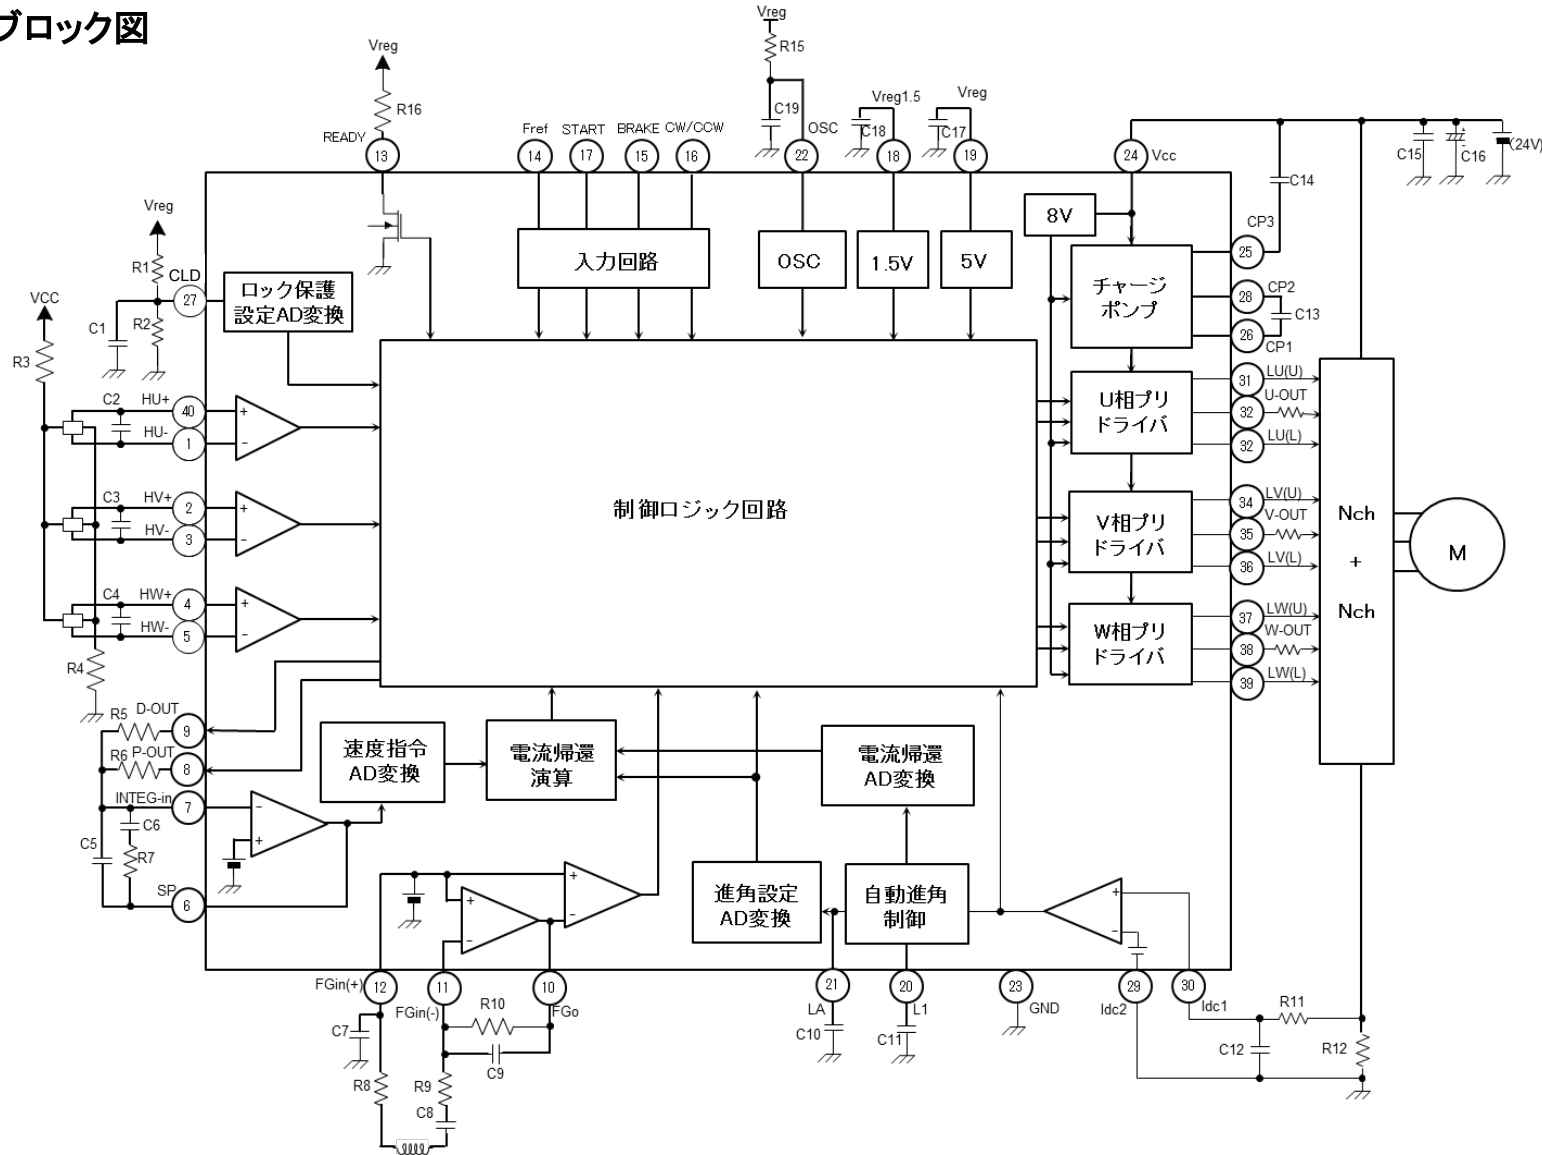 ブロック図
Vreg
R15
C19
OSC
22
Vreg1.5
C18
18
Vreg
C17
19
Vreg
R16
READY
13
Fref
14
START
17
BRAKE
15
CW/CCW
16
24
Vcc
C15
C16
(24V)
C14
Vreg
R1
CLD
27
C1
R2
ロック保護
設定AD変換
入力回路
OSC
1.5V
5V
8V
チャージ
ポンプ
CP3
25
28
CP2
C13
26
CP1
VCC
R3
C2
HU+
40
+
HU-
1
-
C3
HV+
2
+
HV-
3
-
C4
HW+
4
+
HW-
5
-
R4
制御ロジック回路
U相プリ
ドライバ
31
LU(U)
32
U-OUT
32
LU(L)
V相プリ
ドライバ
34
LV(U)
35
V-OUT
36
LV(L)
W相プリ
ドライバ
37
LW(U)
38
W-OUT
39
LW(L)
Nch
+
Nch
M
R5
D-OUT
9
R6
P-OUT
8
INTEG-in
7
C5
C6
R7
SP
6
-
+
速度指令
AD変換
電流帰還
演算
電流帰還
AD変換
進角設定
AD変換
自動進角
制御
+
-
+
-
+
-
FGin(+)
12
11
FGin(-)
10
FGo
C7
R8
R10
C9
R9
C8
21
LA
C10
20
L1
C11
23
GND
29
Idc2
30
Idc1
R11
C12
R12